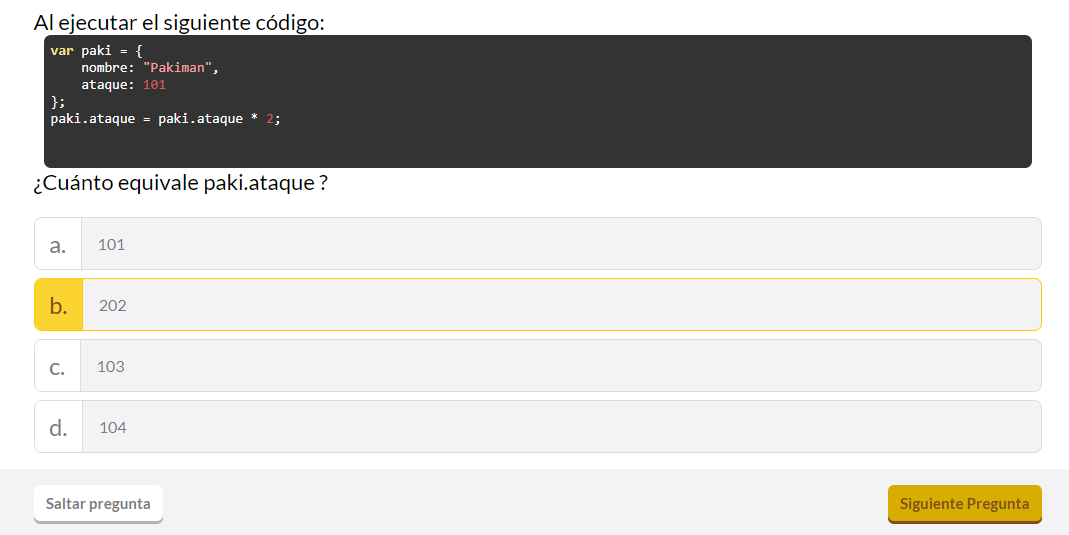 Al ejecutar el siguiente código:
var paki = {
    nombre: "Pakiman",
    ataque: 101
};
paki.ataque = paki.ataque * 2;
¿Cuánto equivale paki.ataque ?
a. 101
b. 202
c. 103
d. 104
Saltar pregunta Siguiente Pregunta